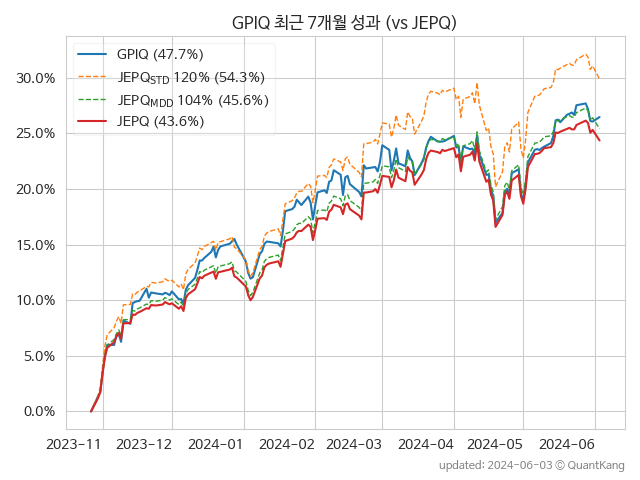 GPIQ 최근 7개월 성과 (vs JEPQ)
GPIQ (47.7%)
JEPQ_STD 120% (54.3%)
JEPQ_MDD 104% (45.6%)
JEPQ (43.6%)
30.0%
25.0%
20.0%
15.0%
10.0%
5.0%
0.0%
2023-11 2023-12 2024-01 2024-02 2024-03 2024-04 2024-05 2024-06
updated: 2024-06-03 © QuantKang